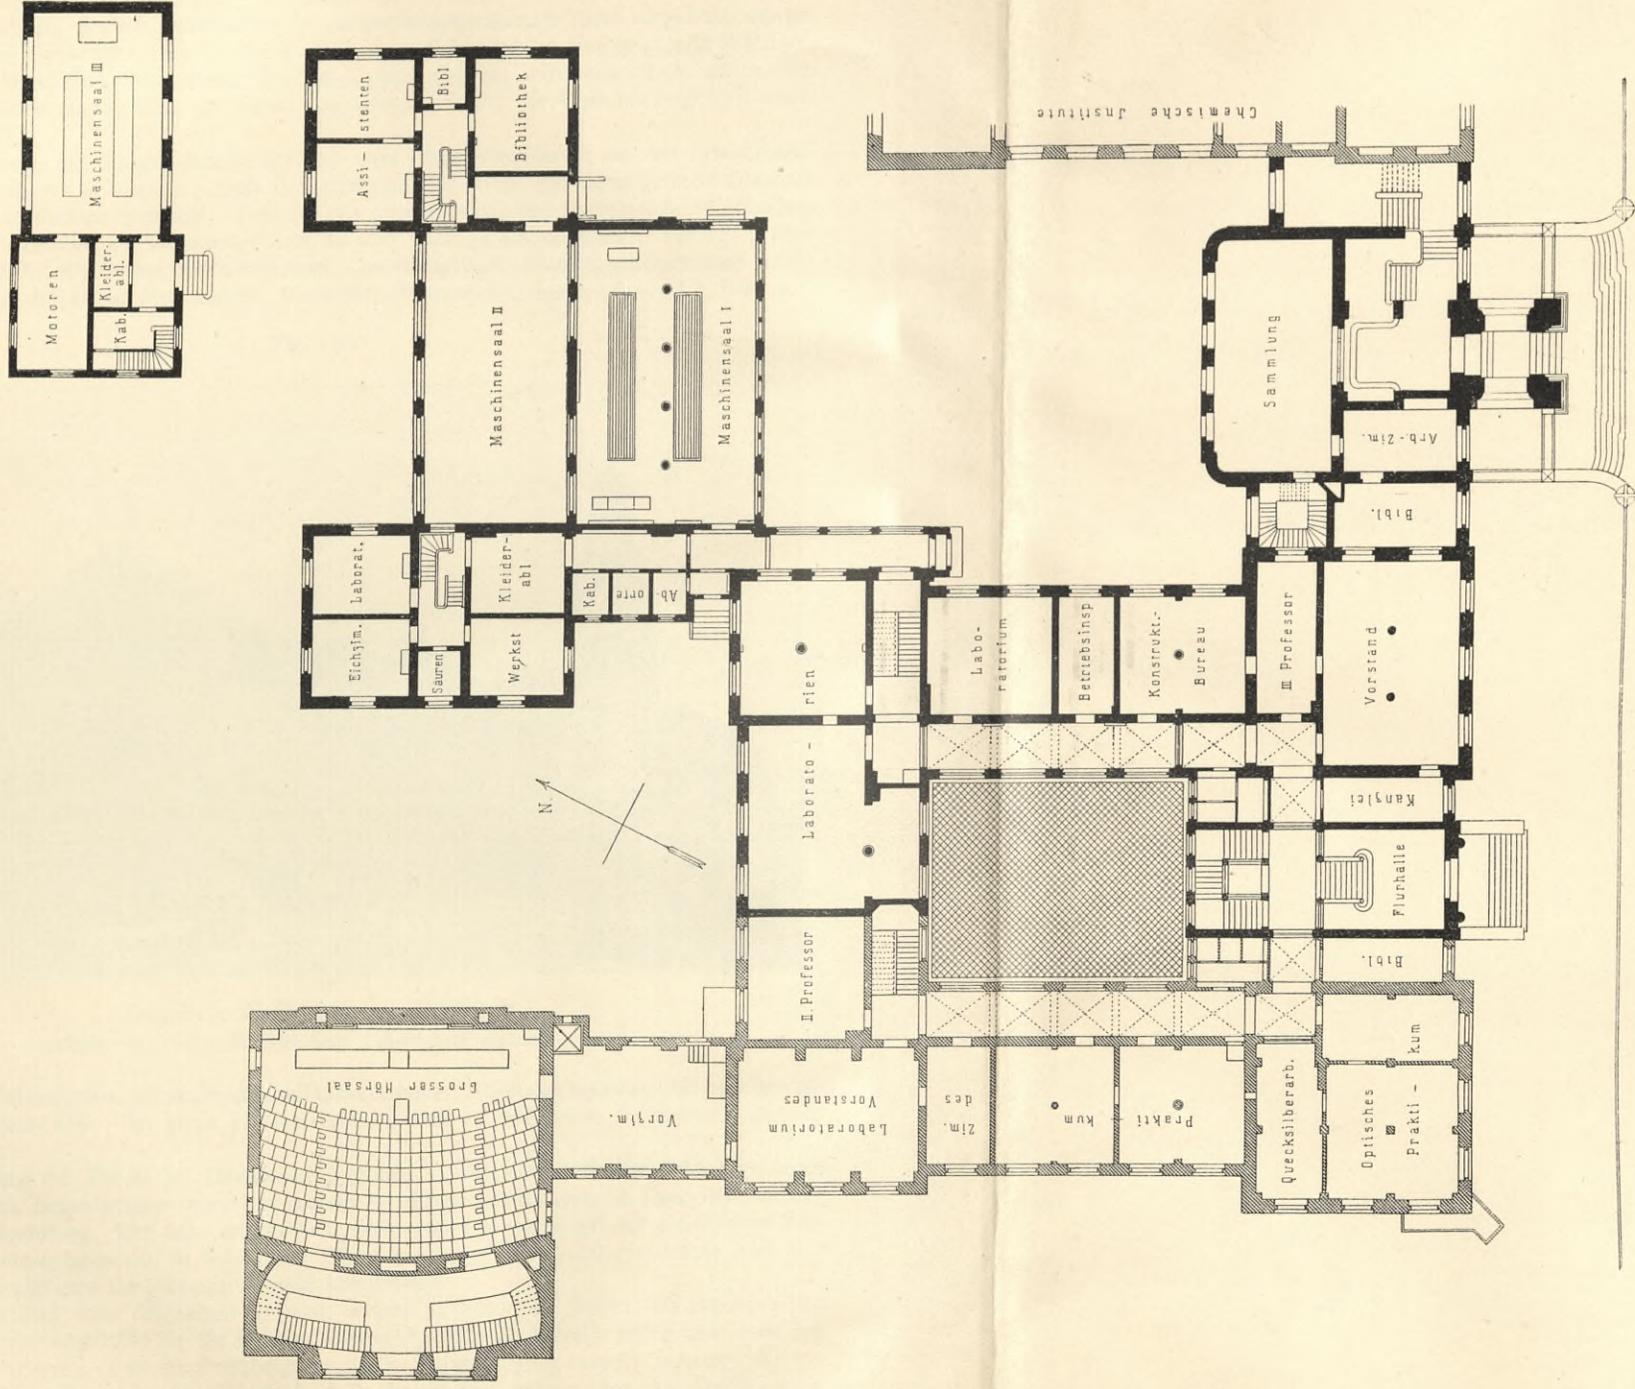 Maschinensaal III
Motoren
Kleider-
abl.
Kab.
Assi-
stenten
Bibl
Bibliothek
Maschinensaal II
Maschinensaal I
Laborat.
Eichzim.
Säuren
Kleider-
abl
Werkst
Kab.
Ab-
orte
Chemische Institute
Sammlung
Arb.-Zim.
Bibl.
Labo-
ratorium
Betriebsinsp
Konstrukt.-
Bureau
III Professor
Vorstand
Laborato-
rien
Kanzlei
Flurhalle
Bibl.
N.
II. Professor
Grosser Hörsaal
Vorzim.
Laboratorium
Vorstandes
Zim.
des
Prakti
kum
Quecksilberarb.
Optisches
Prakti-
kum